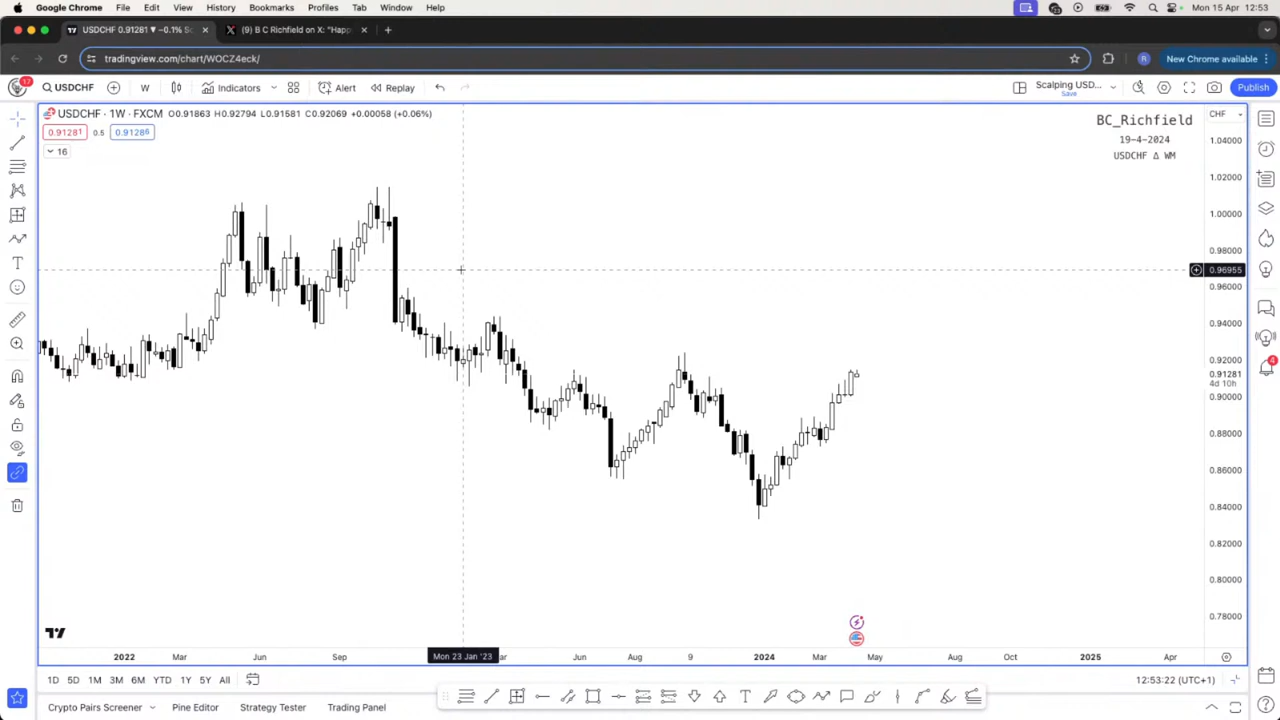 Google Chrome File Edit View History Bookmarks Profiles Tab Window Help Mon 15 Apr 12:53
USDCHF 0.91281 ▼ −0.1% Sc
(9) B C Richfield on X: "Happ
tradingview.com/chart/WOCZ4eck/
New Chrome available
17
USDCHF W Indicators Alert Replay Scalping USD... Save Publish
USDCHF · 1W · FXCM O0.91863 H0.92794 L0.91581 C0.92069 +0.00058 (+0.06%)
0.91281 0.5 0.91286
16
BC_Richfield
19-4-2024
USDCHF Δ WM
CHF
1.04000
1.02000
1.00000
0.98000
0.96955
0.96000
0.94000
0.92000
0.91281
4d 10h
0.90000
0.88000
0.86000
0.84000
0.82000
0.80000
0.78000
4
2022 Mar Jun Sep Mon 23 Jan '23 ar Jun Aug 9 2024 Mar May Aug Oct 2025 Apr
1D 5D 1M 3M 6M YTD 1Y 5Y All 12:53:22 (UTC+1)
Crypto Pairs Screener Pine Editor Strategy Tester Trading Panel